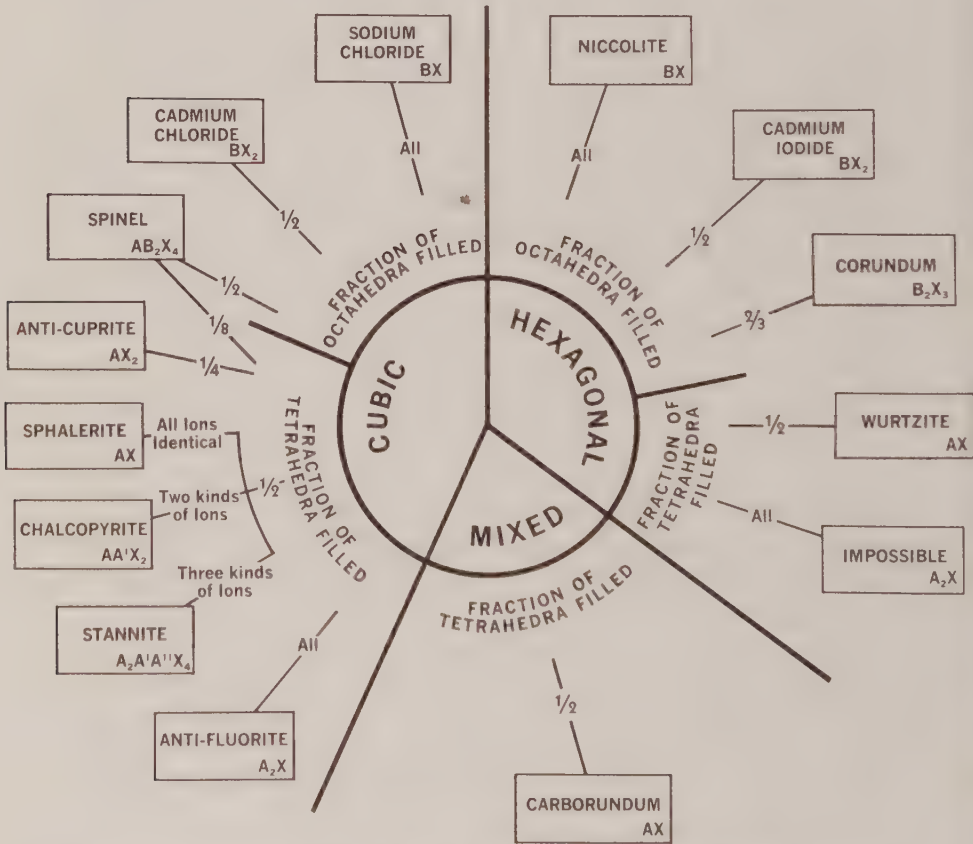 SODIUM
CHLORIDE
BX
All
CADMIUM
CHLORIDE
BX₂
1/2
SPINEL
AB₂X₄
1/2
1/8
ANTI-CUPRITE
AX₂
1/4
SPHALERITE
AX
All Ions
Identical
CHALCOPYRITE
AA'X₂
Two kinds
of Ions
1/2
STANNITE
A₂A'A''X₄
Three kinds
of Ions
ANTI-FLUORITE
A₂X
All
FRACTION OF
OCTAHEDRA FILLED
FRACTION OF
TETRAHEDRA FILLED
CUBIC
NICCOLITE
BX
All
CADMIUM
IODIDE
BX₂
1/2
CORUNDUM
B₂X₃
2/3
WURTZITE
AX
1/2
IMPOSSIBLE
A₂X
All
FRACTION OF
OCTAHEDRA FILLED
FRACTION OF
TETRAHEDRA
FILLED
HEXAGONAL
MIXED
FRACTION OF
TETRAHEDRA FILLED
1/2
CARBORUNDUM
AX